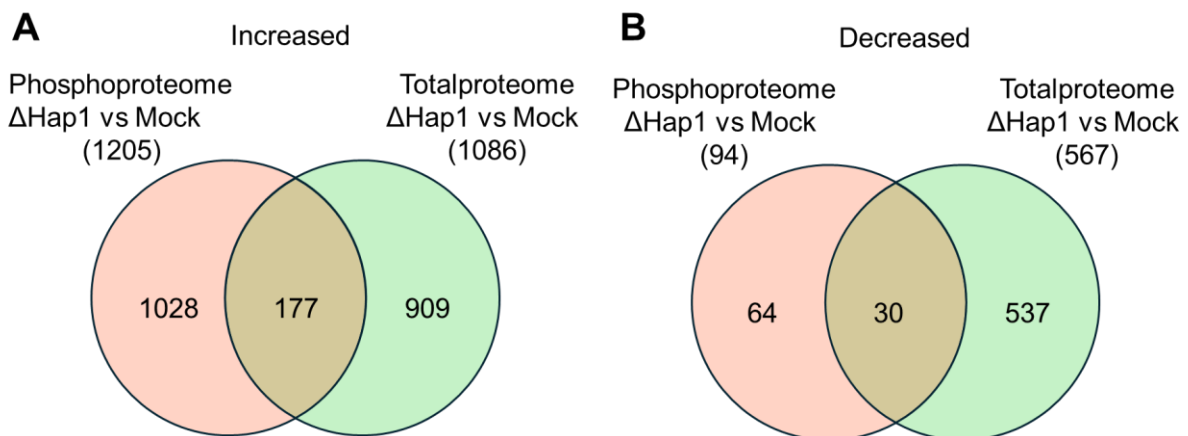 A
Increased
Phosphoproteome
ΔHap1 vs Mock
(1205)
Totalproteome
ΔHap1 vs Mock
(1086)
1028
177
909
B
Decreased
Phosphoproteome
ΔHap1 vs Mock
(94)
Totalproteome
ΔHap1 vs Mock
(567)
64
30
537